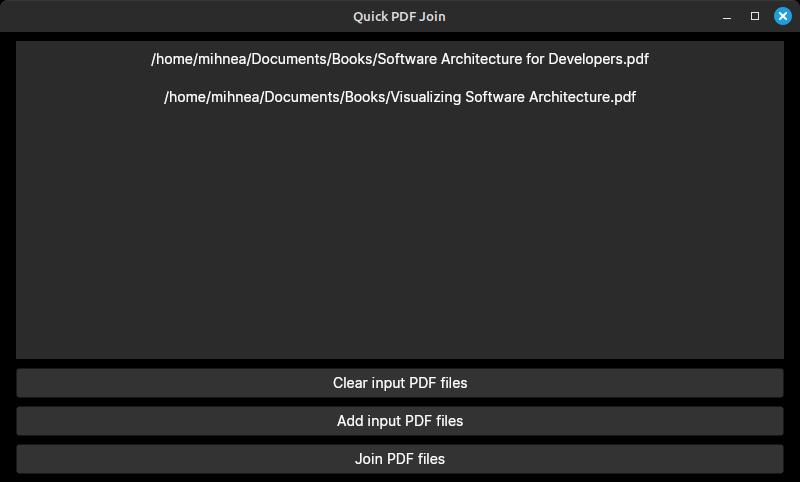 Quick PDF Join
/home/mihnea/Documents/Books/Software Architecture for Developers.pdf
/home/mihnea/Documents/Books/Visualizing Software Architecture.pdf
Clear input PDF files
Add input PDF files
Join PDF files